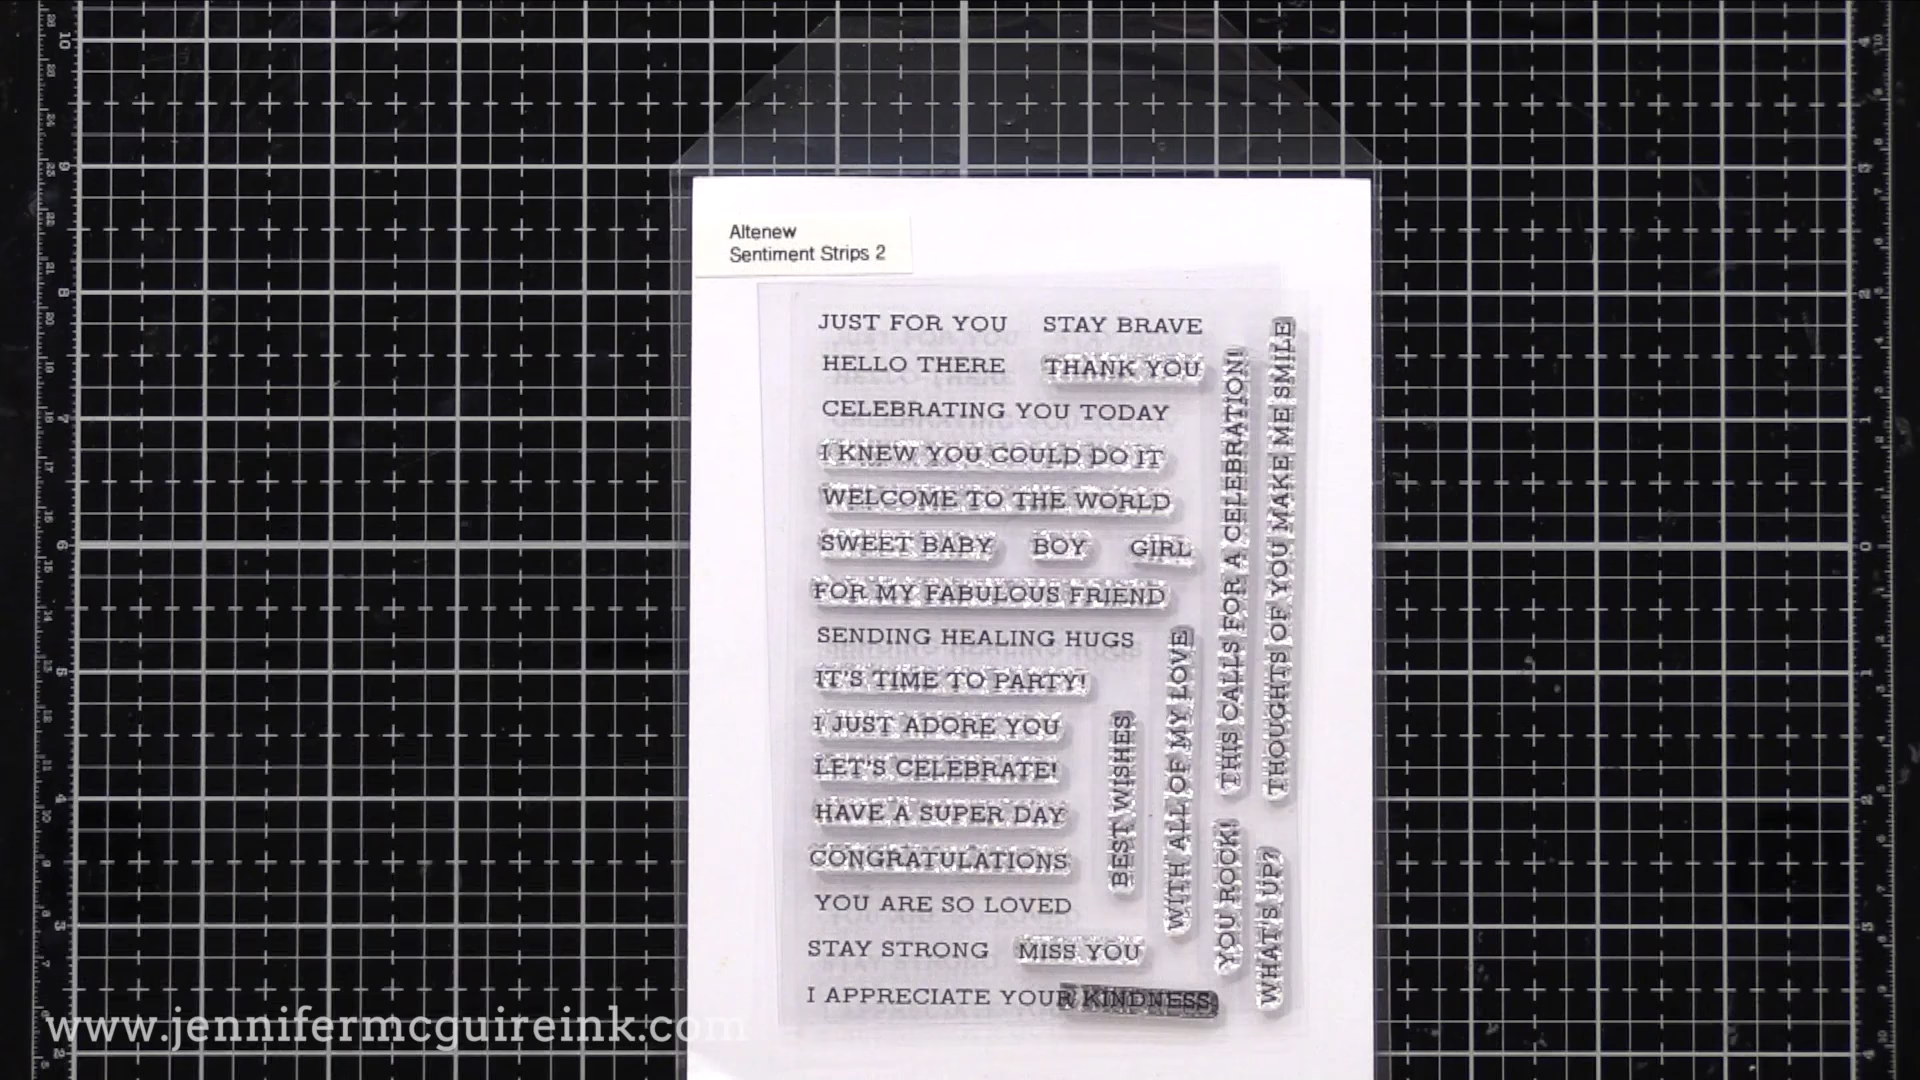 Altenew
Sentiment Strips 2
JUST FOR YOU
STAY BRAVE
HELLO THERE
THANK YOU
CELEBRATING YOU TODAY
I KNEW YOU COULD DO IT
WELCOME TO THE WORLD
SWEET BABY
BOY
GIRL
FOR MY FABULOUS FRIEND
SENDING HEALING HUGS
IT'S TIME TO PARTY!
I JUST ADORE YOU
LET'S CELEBRATE!
HAVE A SUPER DAY
CONGRATULATIONS
YOU ARE SO LOVED
STAY STRONG
MISS YOU
I APPRECIATE YOUR KINDNESS
BEST WISHES
WITH ALL OF MY LOVE
THIS CALLS FOR A CELEBRATION!
THOUGHTS OF YOU MAKE ME SMILE
YOU ROCK!
WHAT'S UP?
www.jennifermcguireink.com